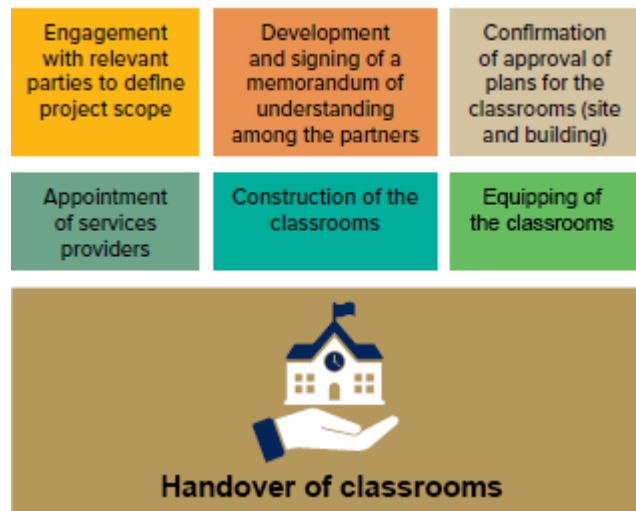 Engagement
with relevant
parties to define
project scope
Development
and signing of a
memorandum of
understanding
among the partners
Confirmation
of approval of
plans for the
classrooms (site
and building)
Appointment
of services
providers
Construction of the
classrooms
Equipping of
the classrooms
Handover of classrooms